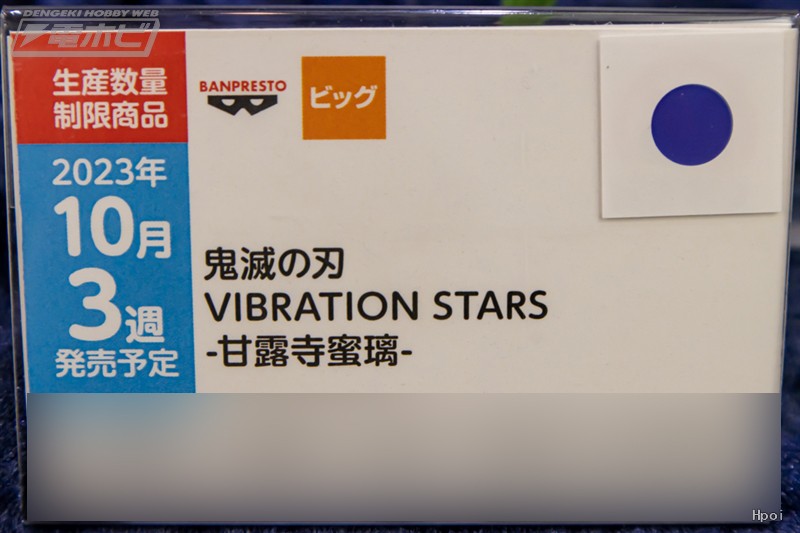 DENGEKI HOBBY WEB
電ホビ
生産数量
制限商品
BANPRESTO
ビッグ
2023年
10月
3週
発売予定
鬼滅の刃
VIBRATION STARS
-甘露寺蜜璃-
Hpoi